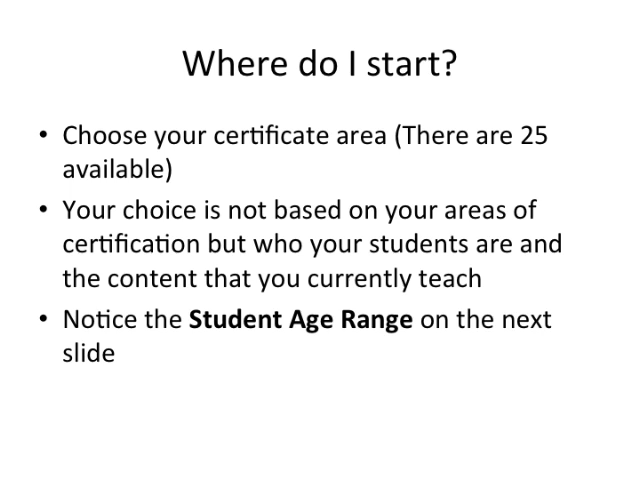 Where do I start?
• Choose your certificate area (There are 25
available)
• Your choice is not based on your areas of
certification but who your students are and
the content that you currently teach
• Notice the Student Age Range on the next
slide